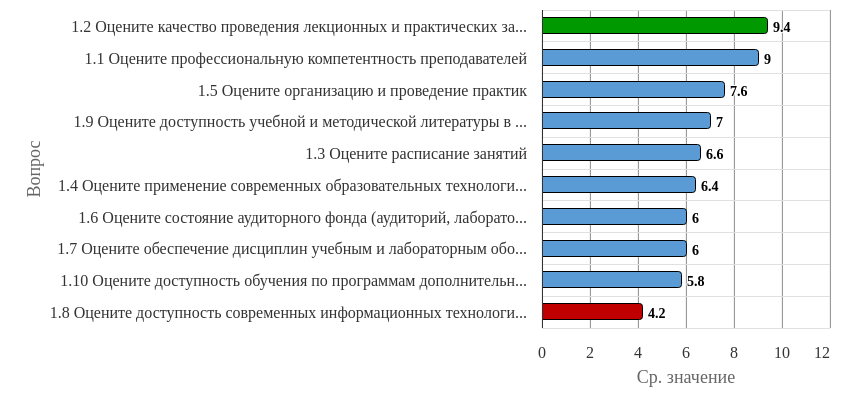 1.2 Оцените качество проведения лекционных и практических за...
9.4
1.1 Оцените профессиональную компетентность преподавателей
9
1.5 Оцените организацию и проведение практик
7.6
1.9 Оцените доступность учебной и методической литературы в ...
7
1.3 Оцените расписание занятий
6.6
1.4 Оцените применение современных образовательных технологи...
6.4
1.6 Оцените состояние аудиторного фонда (аудиторий, лаборато...
6
1.7 Оцените обеспечение дисциплин учебным и лабораторным обо...
6
1.10 Оцените доступность обучения по программам дополнительн...
5.8
1.8 Оцените доступность современных информационных технологи...
4.2
Вопрос
0 2 4 6 8 10 12
Ср. значение